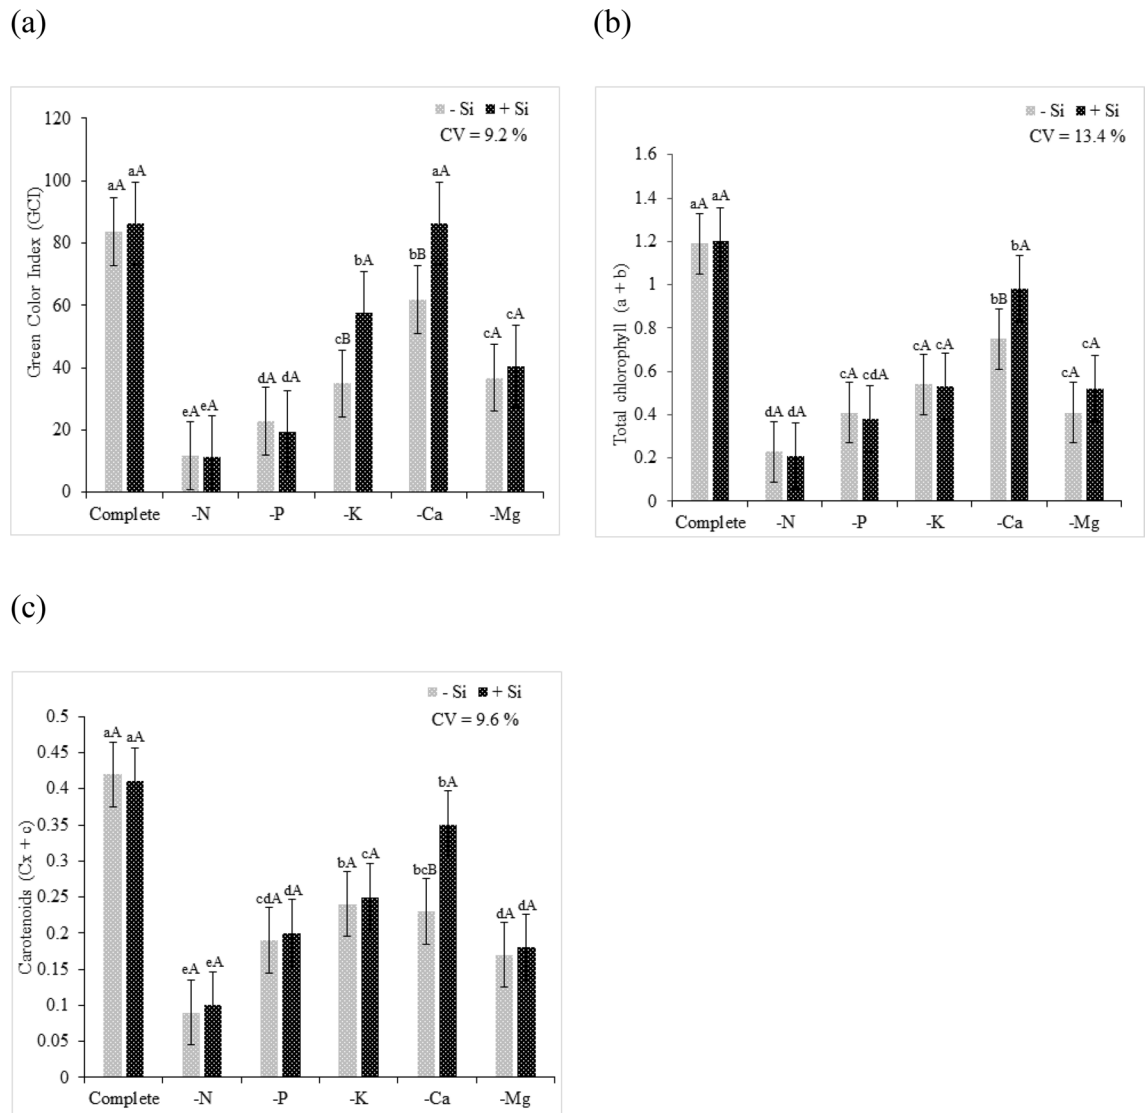 (a)
(b)
- Si + Si
CV = 9.2 %
Green Color Index (GCI)
120
100
80
60
40
20
0
aA aA
eA eA
dA dA
cB bA
bB aA
cA cA
Complete -N -P -K -Ca -Mg
- Si + Si
CV = 13.4 %
Total chlorophyll (a + b)
1.6
1.4
1.2
1
0.8
0.6
0.4
0.2
0
aA aA
dA dA
cA cdA
cA cA
bB bA
cA cA
Complete -N -P -K -Ca -Mg
(c)
- Si + Si
CV = 9.6 %
Carotenoids (Cx + c)
0.5
0.45
0.4
0.35
0.3
0.25
0.2
0.15
0.1
0.05
0
aA aA
eA eA
cdA dA
bA cA
bcB bA
dA dA
Complete -N -P -K -Ca -Mg